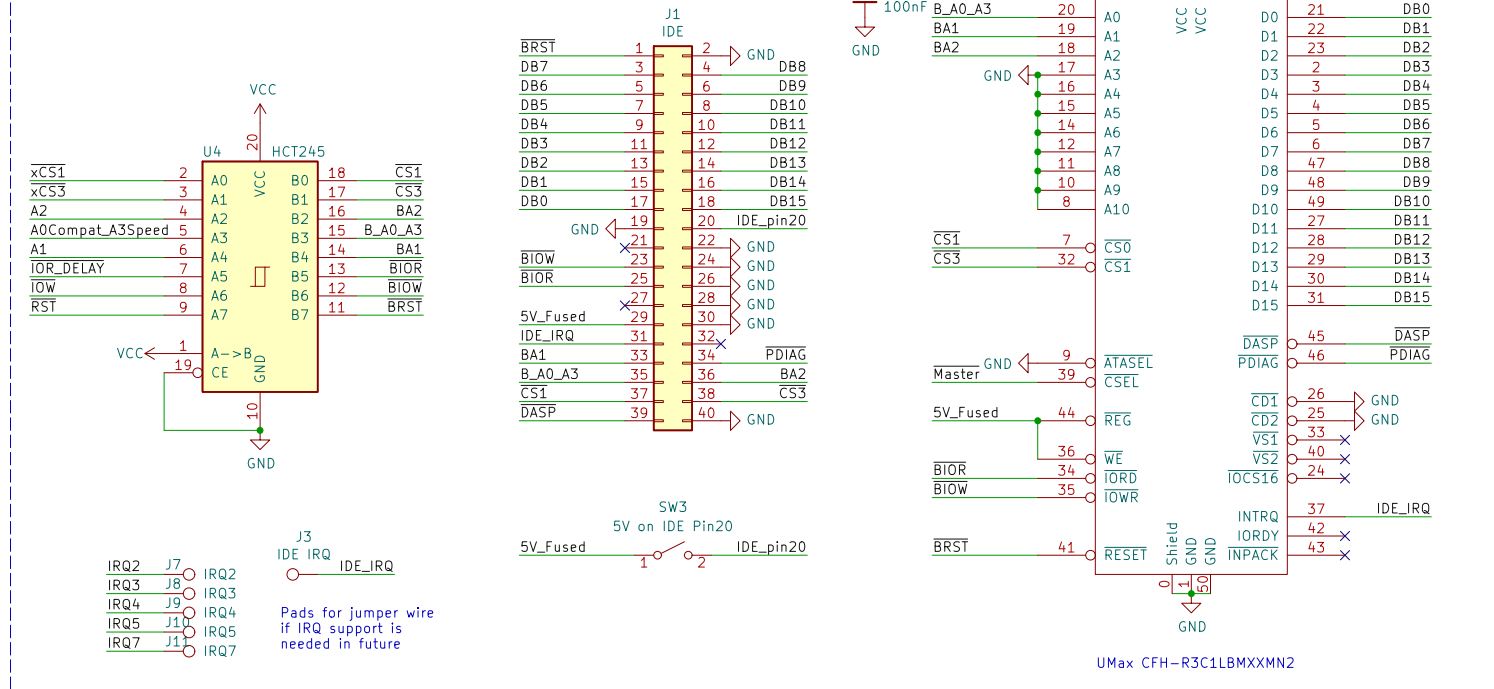 VCC
20
U4
HCT245
VCC
xCS1 2 A0 B0 18 CS1
xCS3 3 A1 B1 17 CS3
A2 4 A2 B2 16 BA2
A0Compat_A3Speed 5 A3 B3 15 B_A0_A3
A1 6 A4 B4 14 BA1
IOR_DELAY 7 A5 B5 13 BIOR
IOW 8 A6 B6 12 BIOW
RST 9 A7 B7 11 BRST
VCC 1 A->B
19 CE
GND
10
GND
J1
IDE
BRST 1 2 GND
DB7 3 4 DB8
DB6 5 6 DB9
DB5 7 8 DB10
DB4 9 10 DB11
DB3 11 12 DB12
DB2 13 14 DB13
DB1 15 16 DB14
DB0 17 18 DB15
GND 19 20 IDE_pin20
21 22 GND
BIOW 23 24 GND
BIOR 25 26 GND
27 28 GND
5V_Fused 29 30 GND
IDE_IRQ 31 32
BA1 33 34 PDIAG
B_A0_A3 35 36 BA2
CS1 37 38 CS3
DASP 39 40 GND
SW3
5V on IDE Pin20
5V_Fused 1 2 IDE_pin20
J3
IDE IRQ
IDE_IRQ
IRQ2 J7 IRQ2
IRQ3 J8 IRQ3
IRQ4 J9 IRQ4
IRQ5 J10 IRQ5
IRQ7 J11 IRQ7
Pads for jumper wire
if IRQ support is
needed in future
100nF
GND
VCC
VCC
B_A0_A3 20 A0 D0 21 DB0
BA1 19 A1 D1 22 DB1
BA2 18 A2 D2 23 DB2
GND 17 A3 D3 2 DB3
16 A4 D4 3 DB4
15 A5 D5 4 DB5
14 A6 D6 5 DB6
12 A7 D7 6 DB7
11 A8 D8 47 DB8
10 A9 D9 48 DB9
8 A10 D10 49 DB10
D11 27 DB11
CS1 7 CS0 D12 28 DB12
CS3 32 CS1 D13 29 DB13
D14 30 DB14
D15 31 DB15
DASP 45 DASP
GND 9 ATASEL PDIAG 46 PDIAG
Master 39 CSEL
CD1 26 GND
5V_Fused 44 REG CD2 25 GND
VS1 33
36 WE VS2 40
BIOR 34 IORD IOCS16 24
BIOW 35 IOWR
INTRQ 37 IDE_IRQ
IORDY 42
BRST 41 RESET INPACK 43
Shield
GND
GND
0
1
50
GND
UMax CFH-R3C1LBMXXMN2